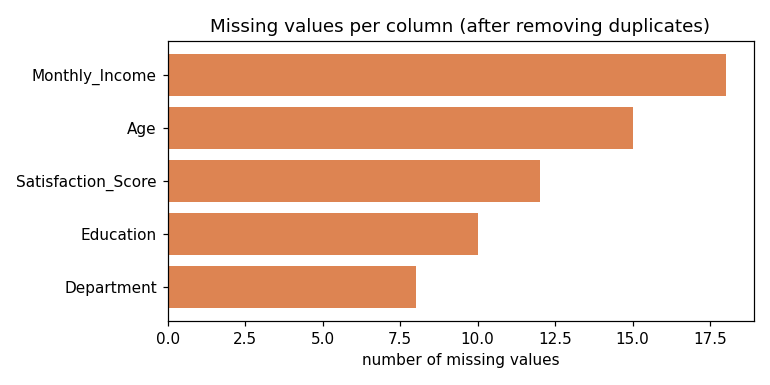 Missing values per column (after removing duplicates)
Monthly_Income
Age
Satisfaction_Score
Education
Department
0.0 2.5 5.0 7.5 10.0 12.5 15.0 17.5
number of missing values